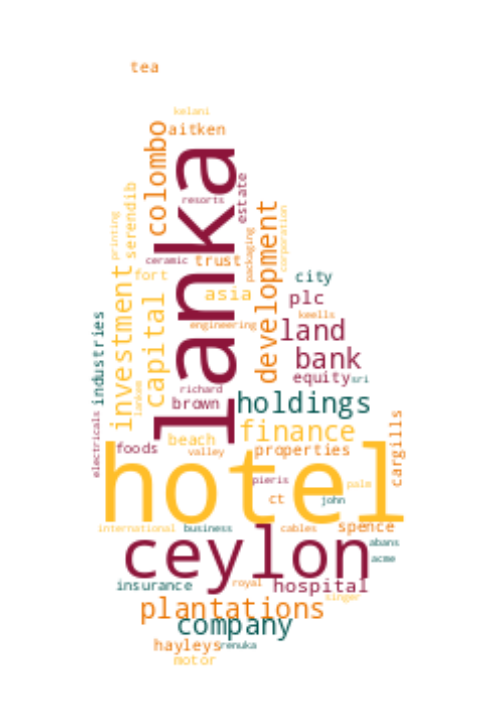 tea
kelani
aitken
colombo
lanka
resorts
estate
serendib
printing
ceramic
trust
packaging
corporation
development
fort
asia
city
plc
keells
engineering
land
bank
investment
capital
industries
lankem
richard
brown
equity
sri
holdings
finance
electricals
foods
beach
valley
properties
cargills
hotel
pieris
pale
ct
john
international
business
cables
spence
ceylon
abans
acme
insurance
royal
hospital
singer
plantations
company
hayleys
renuka
motor